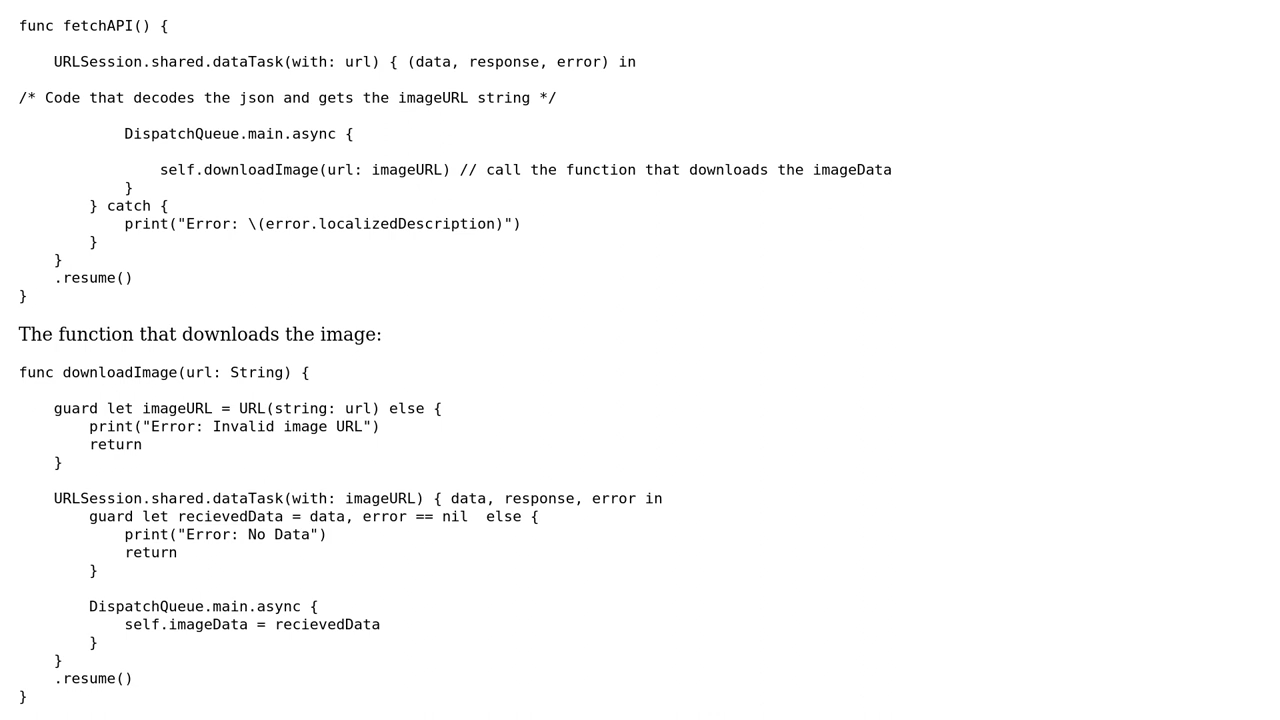 func fetchAPI() {
    URLSession.shared.dataTask(with: url) { (data, response, error) in
/* Code that decodes the json and gets the imageURL string */
            DispatchQueue.main.async {
                self.downloadImage(url: imageURL) // call the function that downloads the imageData
            }
        } catch {
            print("Error: \(error.localizedDescription)")
        }
    }
    .resume()
}
The function that downloads the image:
func downloadImage(url: String) {
    guard let imageURL = URL(string: url) else {
        print("Error: Invalid image URL")
        return
    }
    URLSession.shared.dataTask(with: imageURL) { data, response, error in
        guard let recievedData = data, error == nil  else {
            print("Error: No Data")
            return
        }
        DispatchQueue.main.async {
            self.imageData = recievedData
        }
    }
    .resume()
}